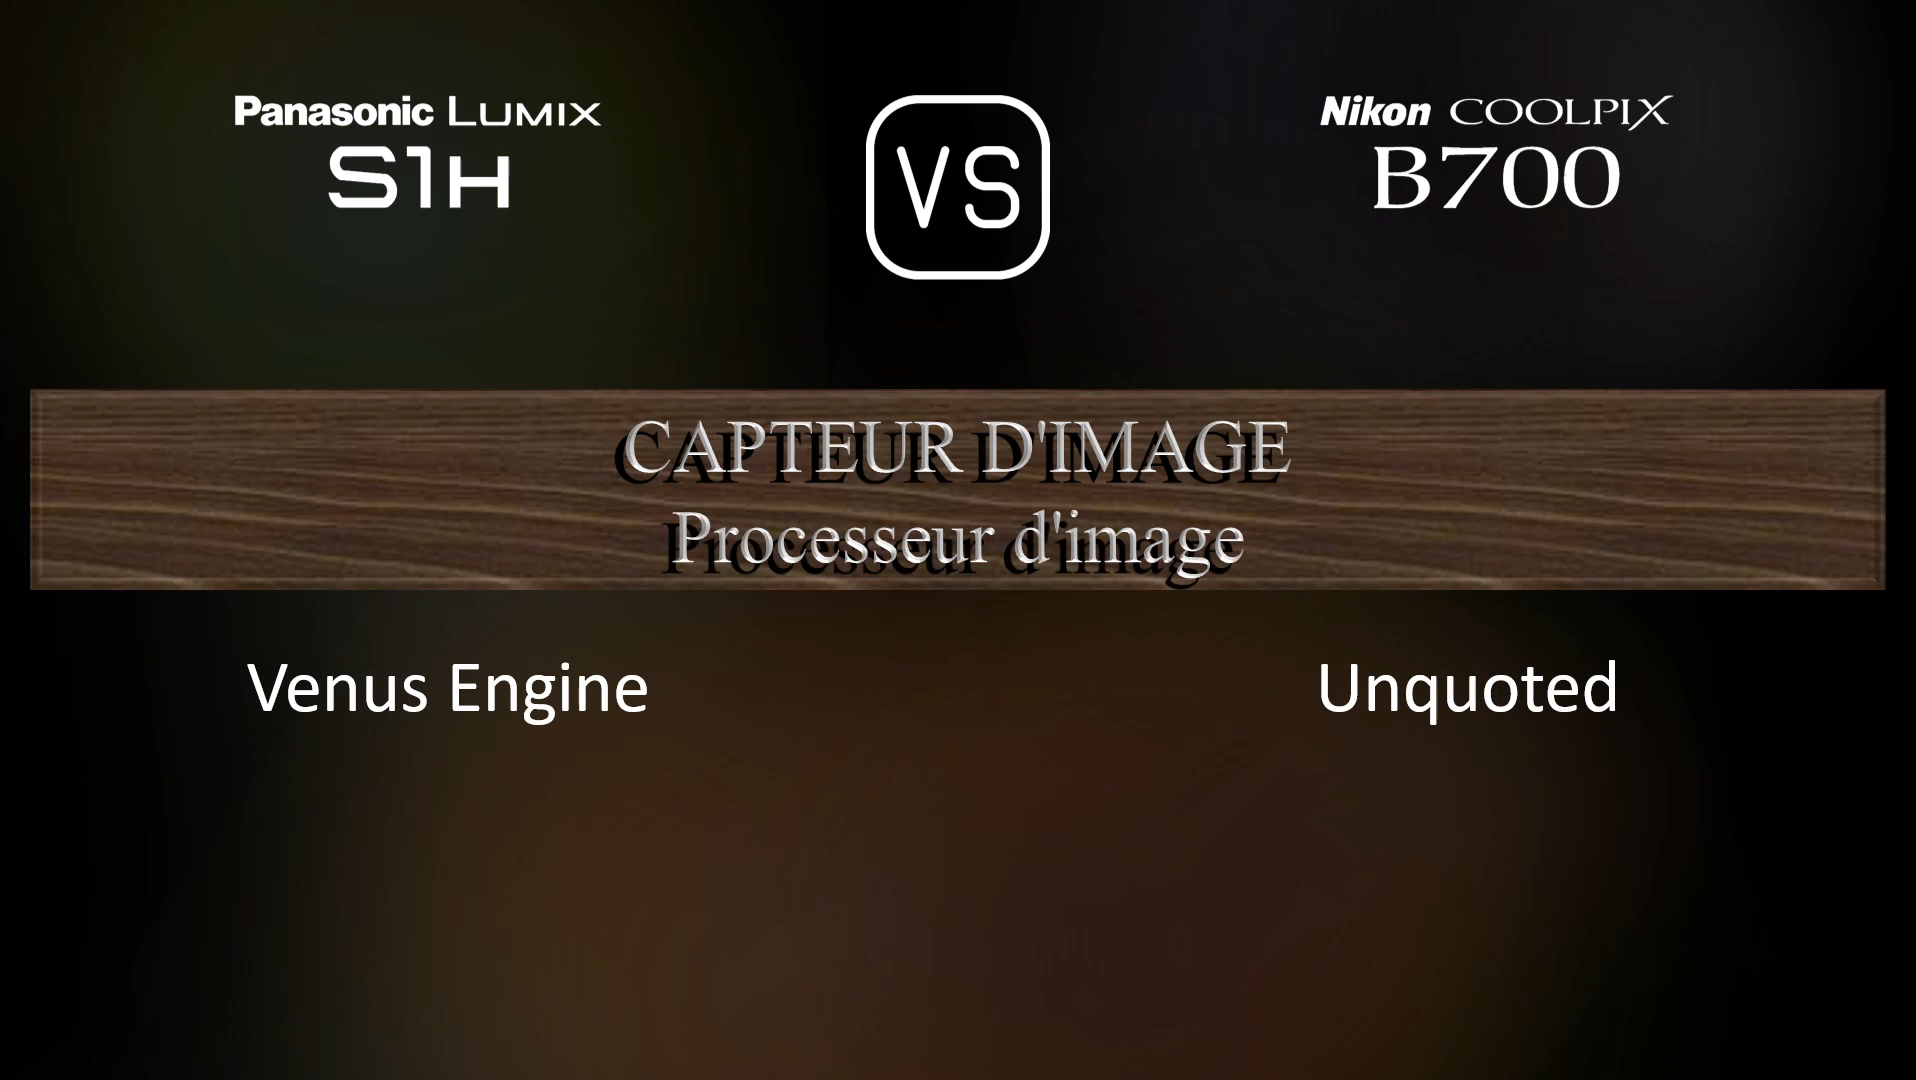 Panasonic LUMIX
S1H
VS
Nikon COOLPIX
B700
CAPTEUR D'IMAGE
Processeur d'image
Venus Engine
Unquoted